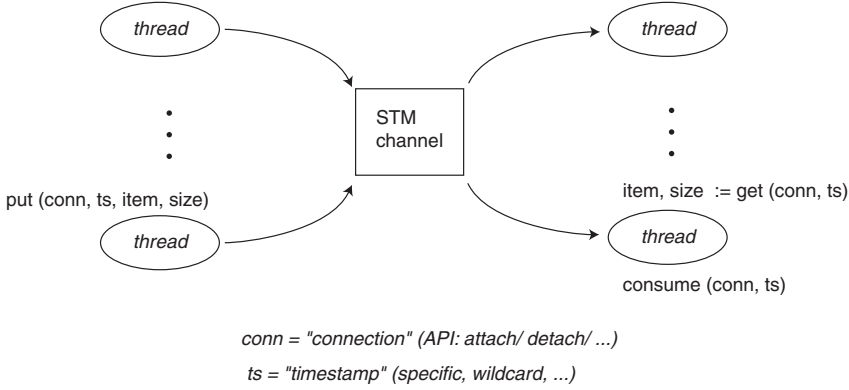 thread
thread
STM
channel
put (conn, ts, item, size)
item, size := get (conn, ts)
thread
thread
consume (conn, ts)
conn = "connection" (API: attach/ detach/ ...)
ts = "timestamp" (specific, wildcard, ...)